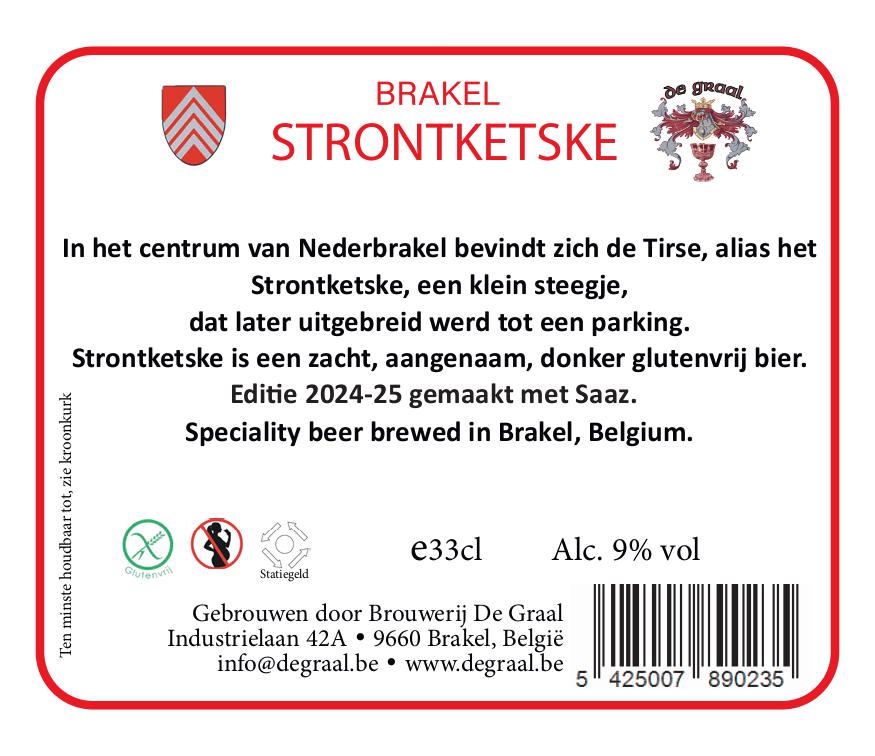 BRAKEL
STRONTKETSKE
de graal
In het centrum van Nederbrakel bevindt zich de Tirse, alias het
Strontketske, een klein steegje,
dat later uitgebreid werd tot een parking.
Strontketske is een zacht, aangenaam, donker glutenvrij bier.
Editie 2024-25 gemaakt met Saaz.
Speciality beer brewed in Brakel, Belgium.
Ten minste houdbaar tot, zie kroonkurk
Glutenvrij
Statiegeld
e33cl
Alc. 9% vol
Gebrouwen door Brouwerij De Graal
Industrielaan 42A • 9660 Brakel, België
info@degraal.be • www.degraal.be
5 425007 890235